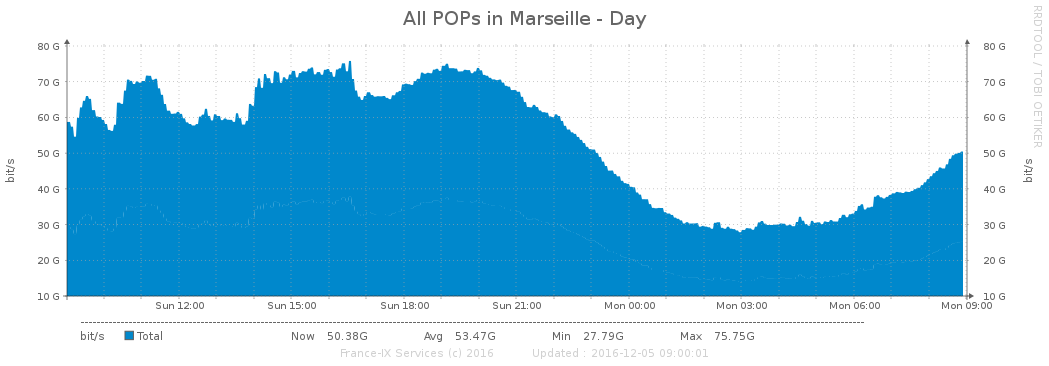 All POPs in Marseille - Day
RRDTOOL / TOBI OETIKER
bit/s
80 G 80 G
70 G 70 G
60 G 60 G
50 G 50 G
40 G 40 G
30 G 30 G
20 G 20 G
10 G 10 G
bit/s
Sun 12:00 Sun 15:00 Sun 18:00 Sun 21:00 Mon 00:00 Mon 03:00 Mon 06:00 Mon 09:00
bit/s Total Now 50.38G Avg 53.47G Min 27.79G Max 75.75G
France-IX Services (c) 2016 Updated : 2016-12-05 09:00:01